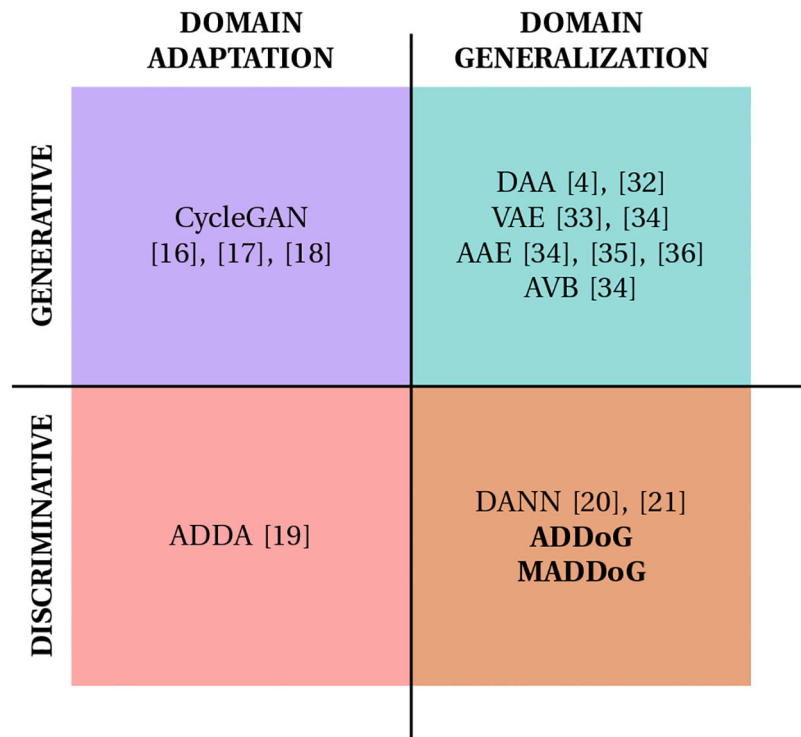 DOMAIN
ADAPTATION
DOMAIN
GENERALIZATION
GENERATIVE
CycleGAN
[16], [17], [18]
DAA [4], [32]
VAE [33], [34]
AAE [34], [35], [36]
AVB [34]
DISCRIMINATIVE
ADDA [19]
DANN [20], [21]
ADDoG
MADDoG